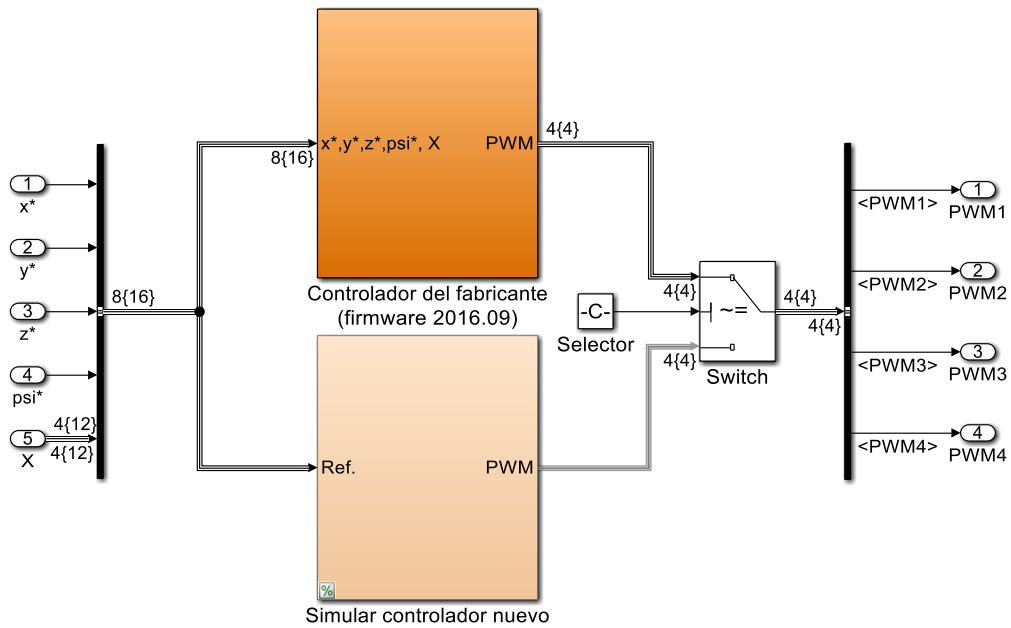 1
x*
2
y*
3
z*
4
psi*
4{12}
5
4{12}
X
8{16}
8{16}
x*,y*,z*,psi*, X
PWM
4{4}
Controlador del fabricante
(firmware 2016.09)
Ref.
PWM
%
Simular controlador nuevo
-C-
Selector
4{4}
~=
4{4}
Switch
4{4}
4{4}
<PWM1>
1
PWM1
<PWM2>
2
PWM2
<PWM3>
3
PWM3
<PWM4>
4
PWM4